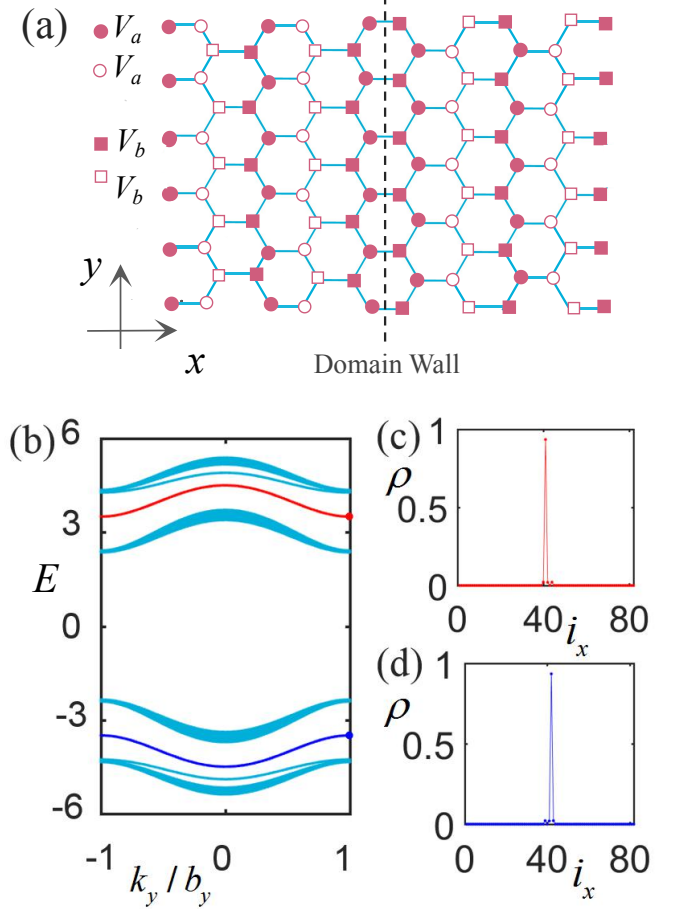 (a)
V_a
V_a
V_b
V_b
y
x
Domain Wall
(b)
6
3
0
-3
-6
E
-1 0 1
k_y / b_y
(c)
ρ
1
0.5
0
0 40 80
i_x
(d)
ρ
1
0.5
0
0 40 80
i_x